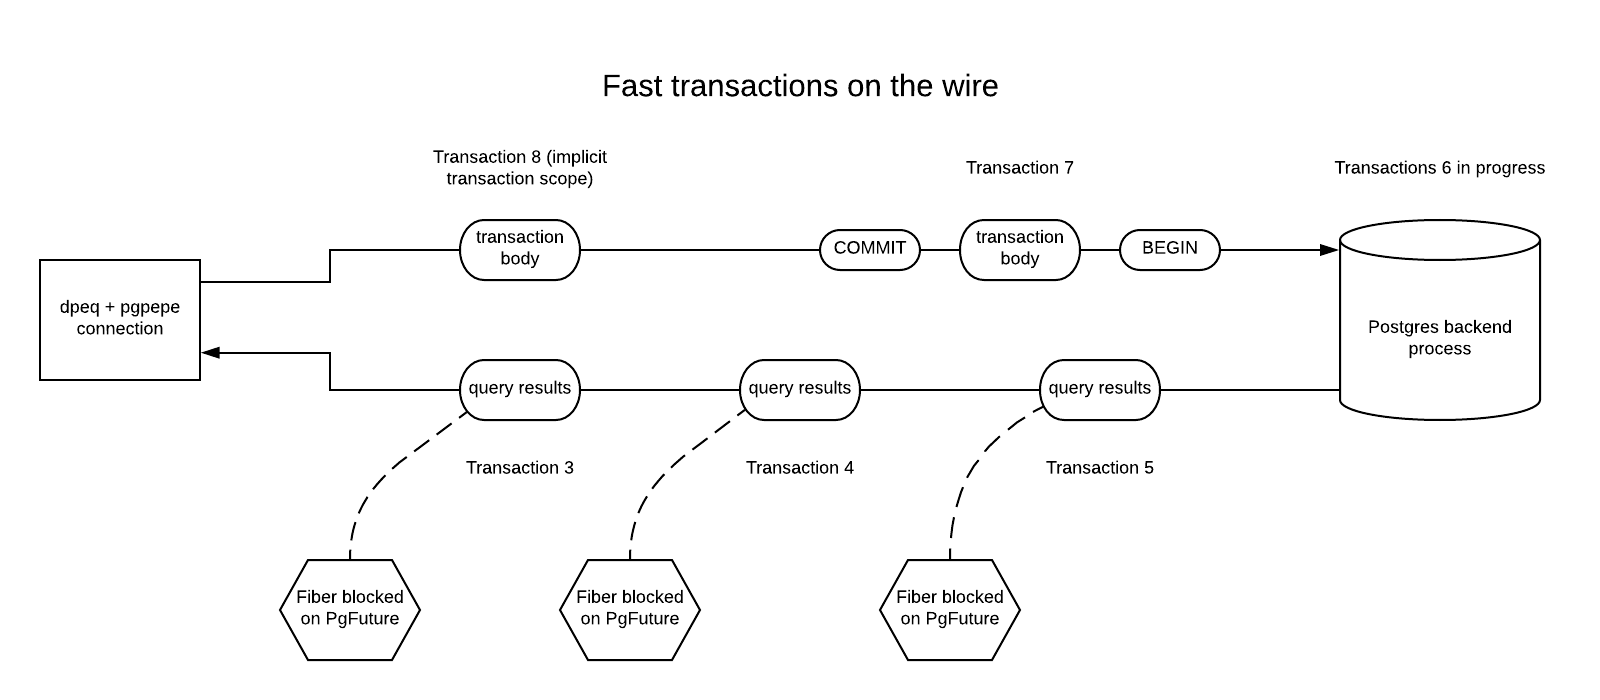 Fast transactions on the wire
Transaction 8 (implicit
transaction scope)
Transaction 7
Transactions 6 in progress
transaction
body
COMMIT
transaction
body
BEGIN
dpeq + pgpepe
connection
Postgres backend
process
query results
query results
query results
Transaction 3
Transaction 4
Transaction 5
Fiber blocked
on PgFuture
Fiber blocked
on PgFuture
Fiber blocked
on PgFuture